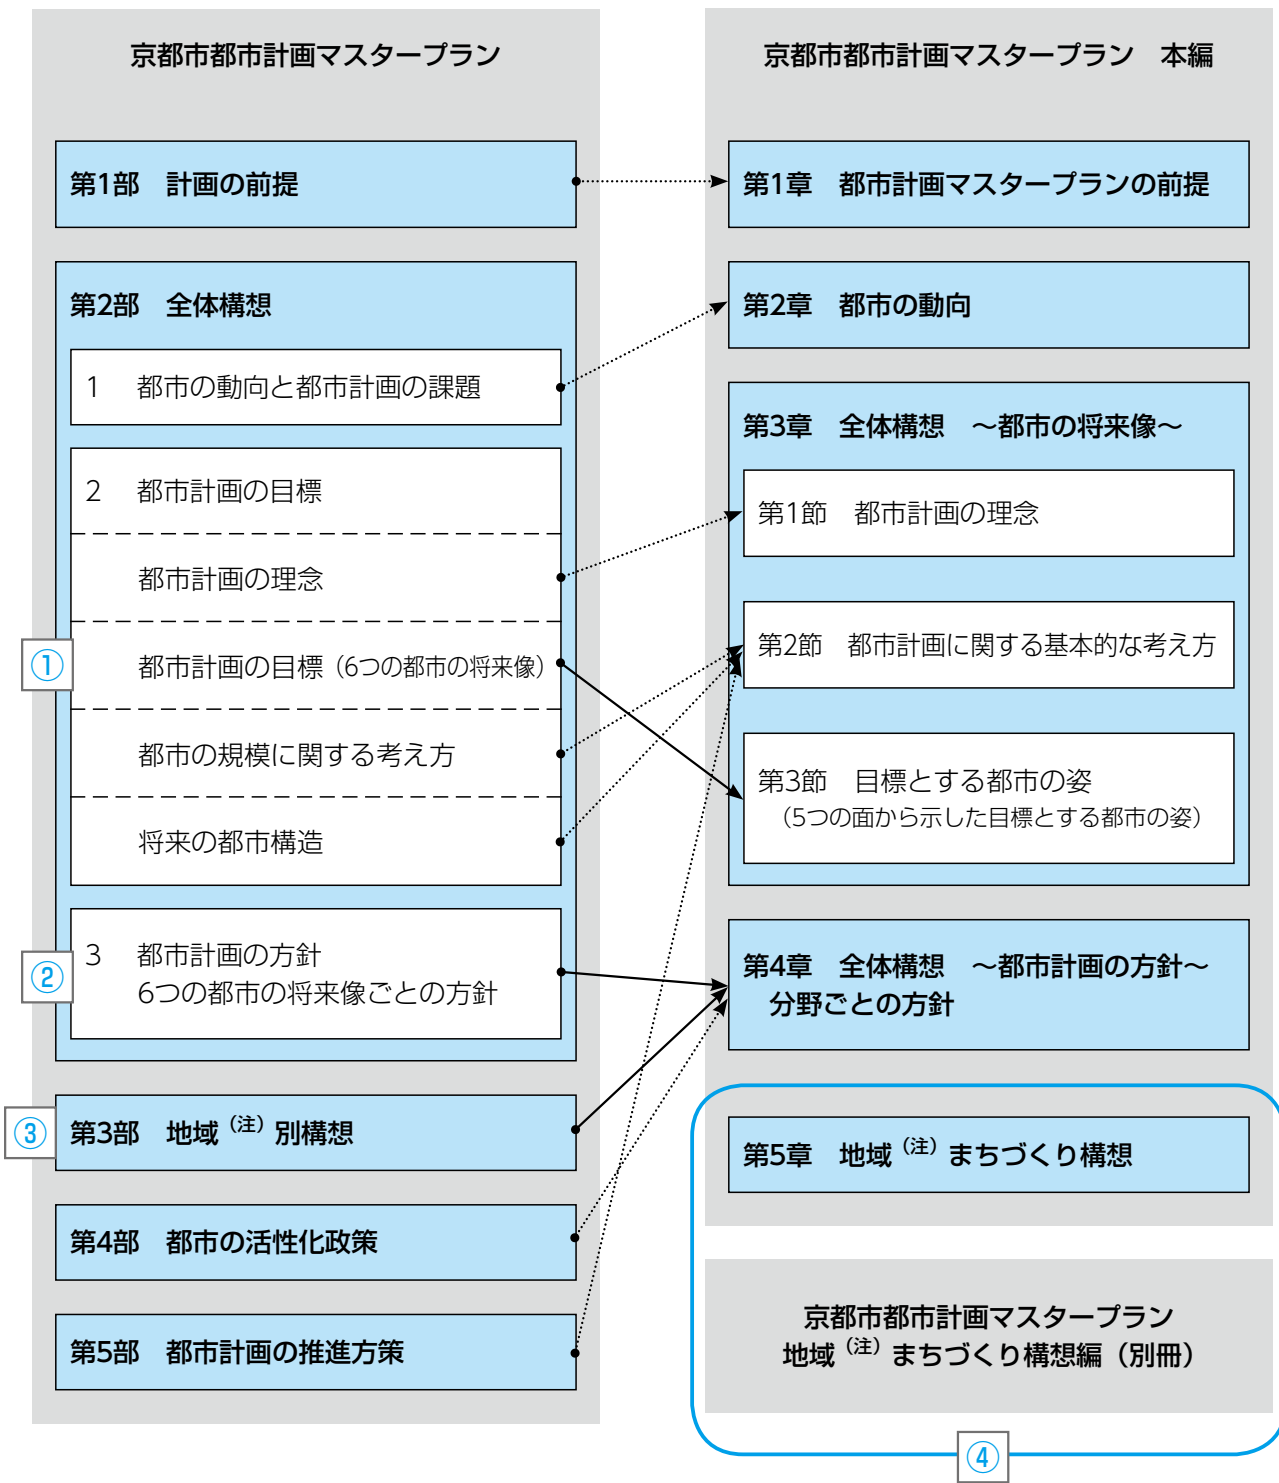 京都市都市計画マスタープラン
第1部　計画の前提
第2部　全体構想
1　都市の動向と都市計画の課題
2　都市計画の目標
都市計画の理念
①
都市計画の目標（6つの都市の将来像）
都市の規模に関する考え方
将来の都市構造
②
3　都市計画の方針
6つの都市の将来像ごとの方針
③
第3部　地域（注）別構想
第4部　都市の活性化政策
第5部　都市計画の推進方策
京都市都市計画マスタープラン　本編
第1章　都市計画マスタープランの前提
第2章　都市の動向
第3章　全体構想　～都市の将来像～
第1節　都市計画の理念
第2節　都市計画に関する基本的な考え方
第3節　目標とする都市の姿
（5つの面から示した目標とする都市の姿）
第4章　全体構想　～都市計画の方針～
分野ごとの方針
第5章　地域（注）まちづくり構想
京都市都市計画マスタープラン
地域（注）まちづくり構想編（別冊）
④